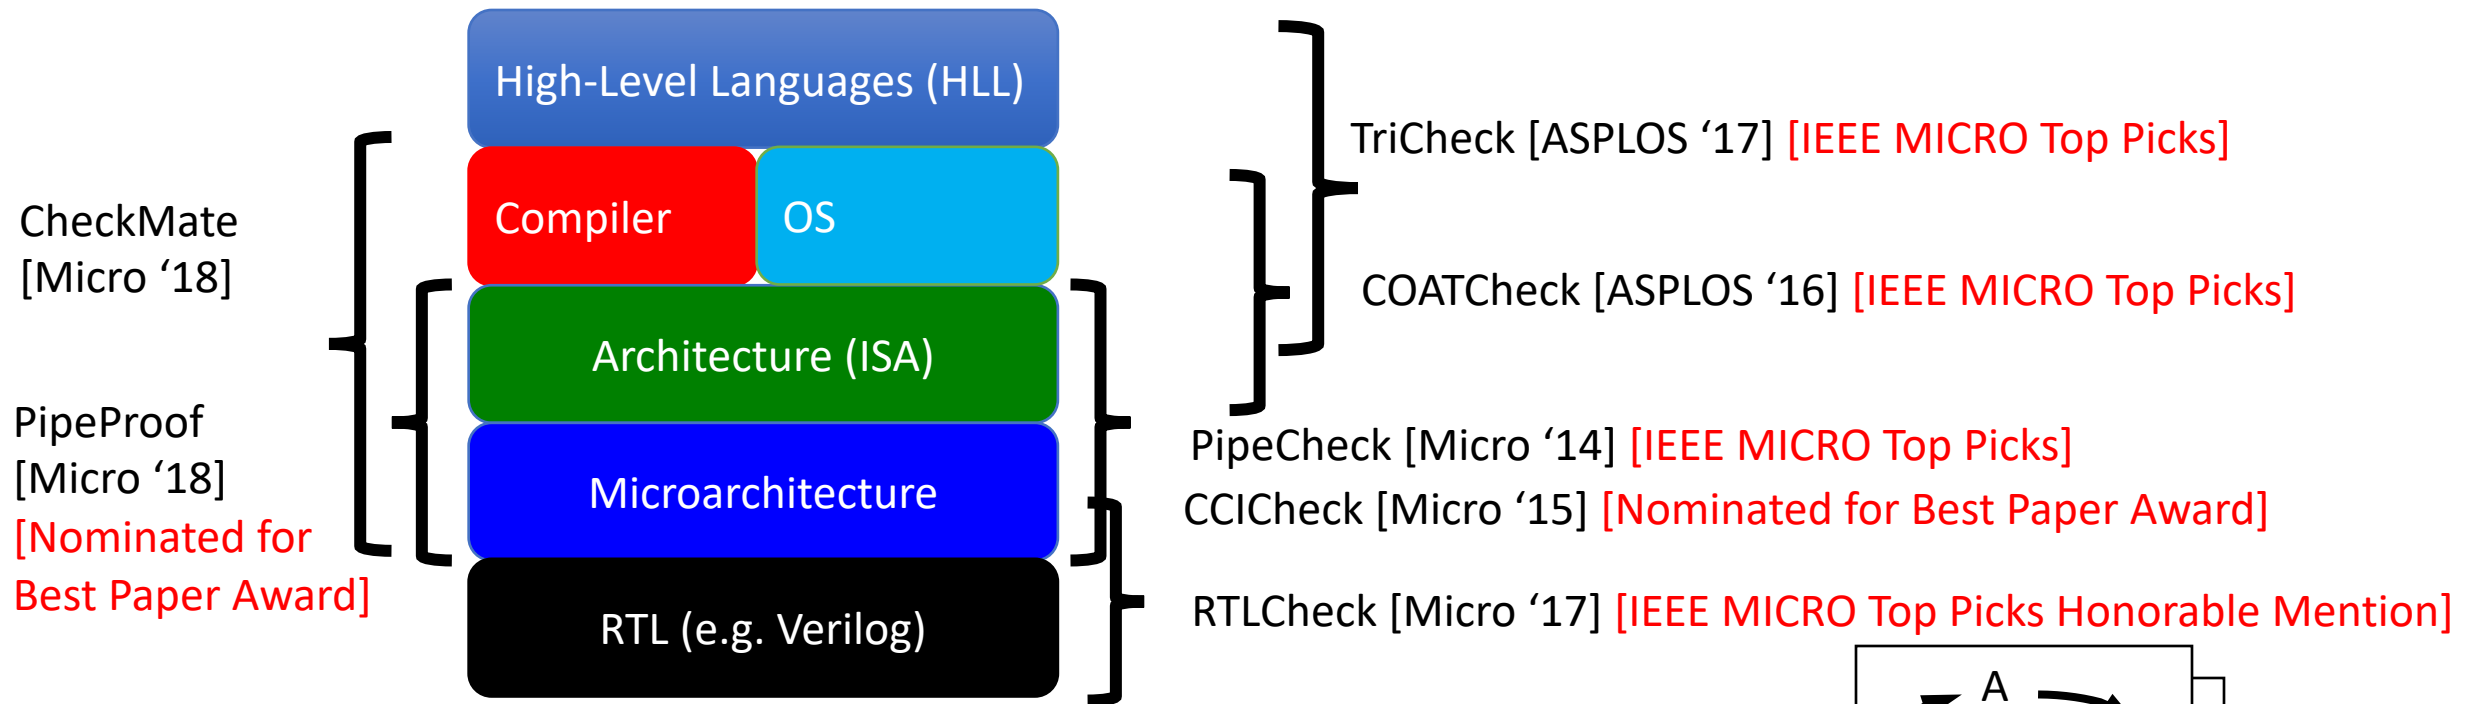 High-Level Languages (HLL)
Compiler
OS
Architecture (ISA)
Microarchitecture
RTL (e.g. Verilog)
CheckMate
[Micro ‘18]
PipeProof
[Micro ‘18]
[Nominated for
Best Paper Award]
TriCheck [ASPLOS ‘17] [IEEE MICRO Top Picks]
COATCheck [ASPLOS ‘16] [IEEE MICRO Top Picks]
PipeCheck [Micro ‘14] [IEEE MICRO Top Picks]
CCICheck [Micro ‘15] [Nominated for Best Paper Award]
RTLCheck [Micro ‘17] [IEEE MICRO Top Picks Honorable Mention]
A